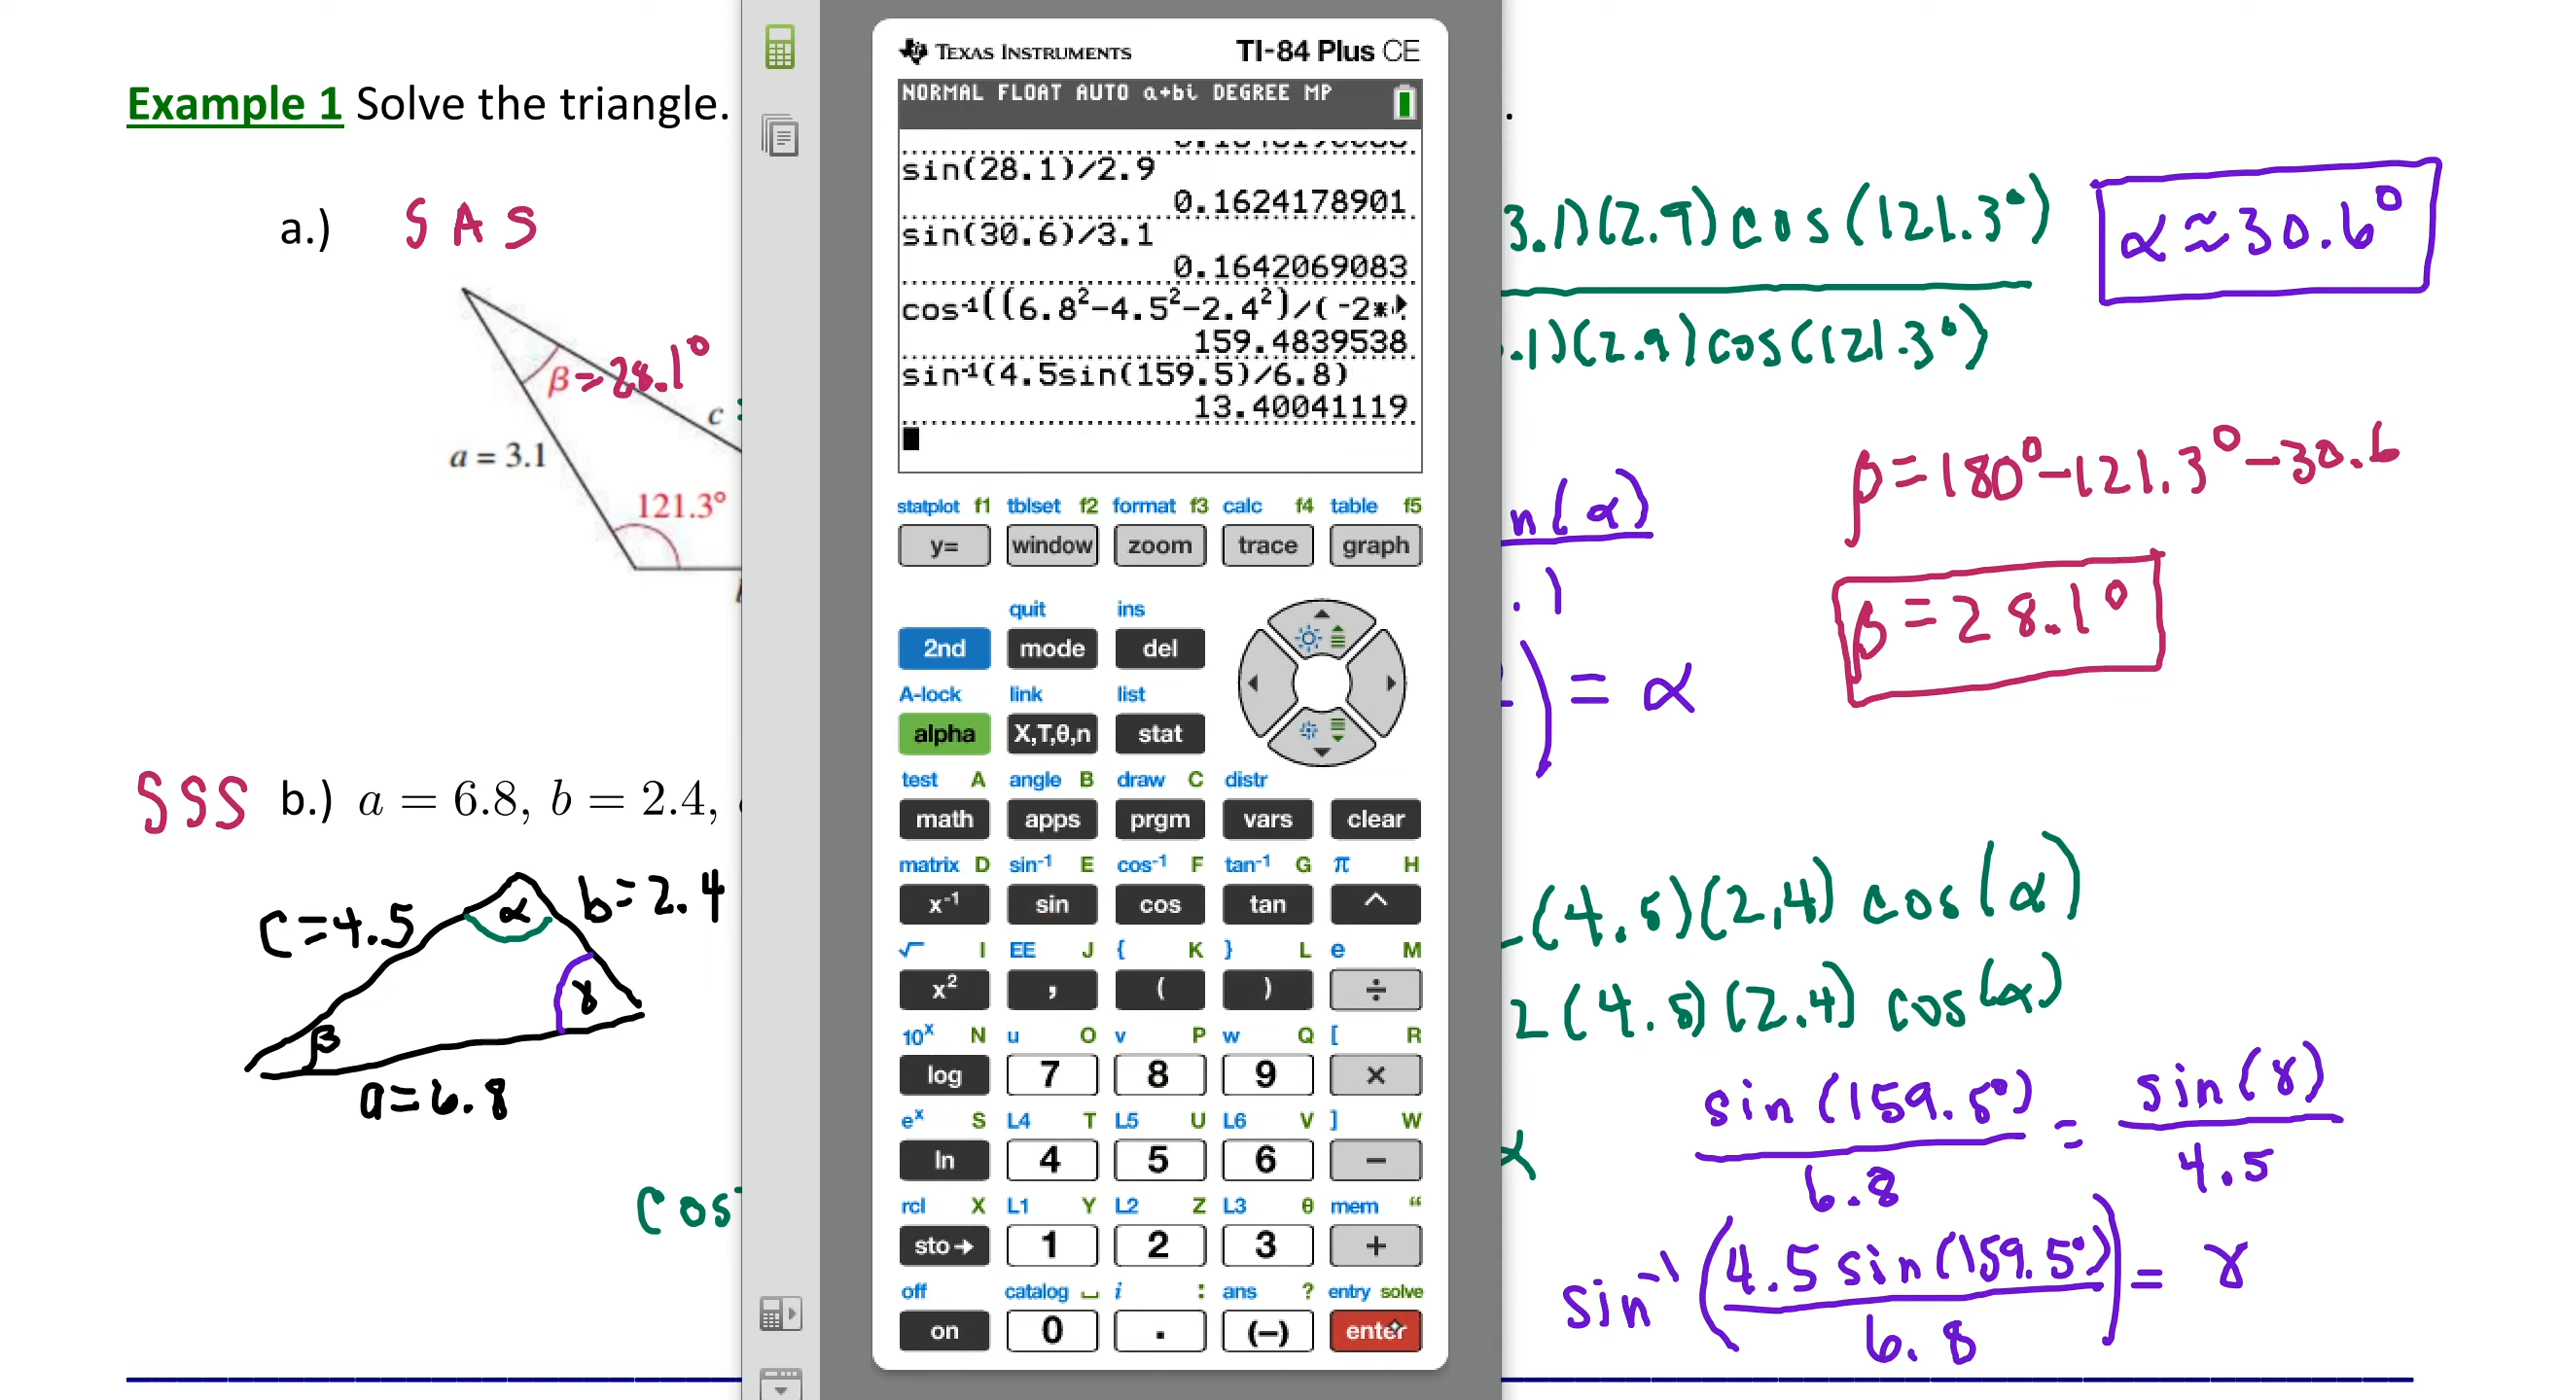 Example 1 Solve the triangle.
.
a.) SAS
β=28.1°
c
a = 3.1
121.3°
3.1)(2.9)cos(121.3°)
.1)(2.9)cos(121.3°)
α≈30.6°
n(α)
.1
) = α
β=180°-121.3°-30.6
β=28.1°
SSS b.) a = 6.8, b = 2.4,
c=4.5
α
b=2.4
γ
β
a=6.8
-(4.5)(2.4) cos(α)
2(4.5)(2.4) cos(α)
cos
α
sin(159.5°) = sin(γ)
6.8 4.5
sin⁻¹(4.5 sin(159.5°)) = γ
6.8
TEXAS INSTRUMENTS TI-84 Plus CE
NORMAL FLOAT AUTO a+bi DEGREE MP
sin(28.1)/2.9
0.1624178901
sin(30.6)/3.1
0.1642069083
cos⁻¹((6.8²-4.5²-2.4²)/(-2*
159.4839538
sin⁻¹(4.5sin(159.5)/6.8)
13.40041119
statplot f1 tblset f2 format f3 calc f4 table f5
y= window zoom trace graph
quit ins
2nd mode del
A-lock link list
alpha X,T,θ,n stat
test A angle B draw C distr
math apps prgm vars clear
matrix D sin⁻¹ E cos⁻¹ F tan⁻¹ G π H
x⁻¹ sin cos tan ^
√ I EE J { K } L e M
x² , ( ) ÷
10ˣ N u O v P w Q [ R
log 7 8 9 ×
eˣ S L4 T L5 U L6 V ] W
ln 4 5 6 −
rcl X L1 Y L2 Z L3 θ mem “
sto→ 1 2 3 +
off catalog ⎵ i : ans ? entry solve
on 0 . (−) enter